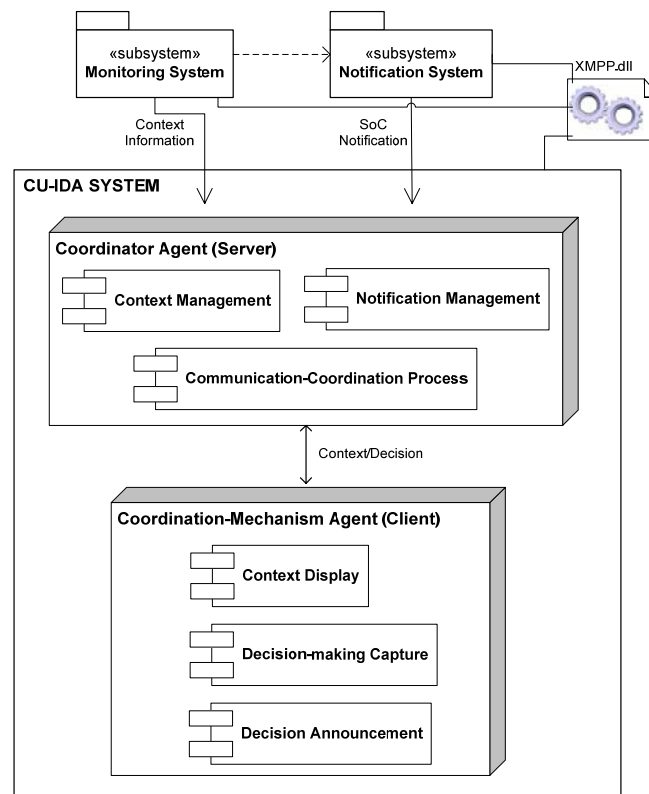 «subsystem»
Monitoring System
«subsystem»
Notification System
XMPP.dll
Context
Information
SoC
Notification
CU-IDA SYSTEM
Coordinator Agent (Server)
Context Management
Notification Management
Communication-Coordination Process
Context/Decision
Coordination-Mechanism Agent (Client)
Context Display
Decision-making Capture
Decision Announcement